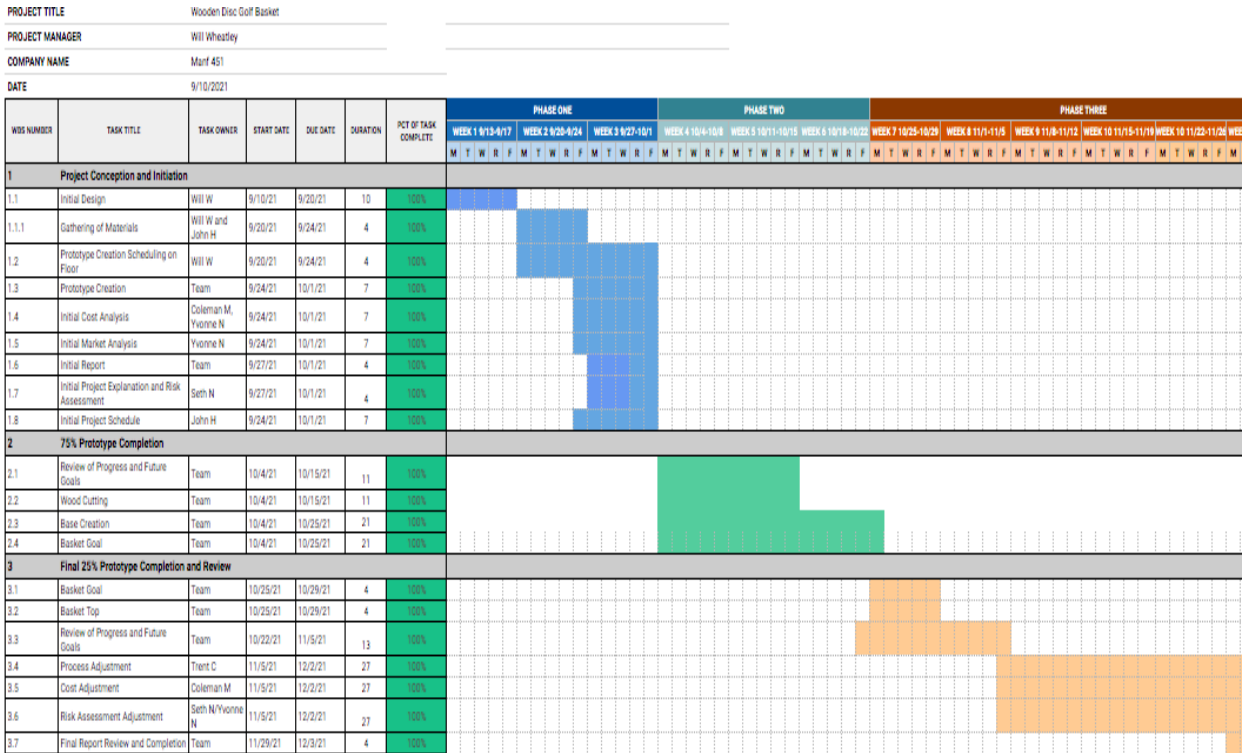 PROJECT TITLE Wooden Disc Golf Basket
PROJECT MANAGER Will Wheatley
COMPANY NAME Manf 451
DATE 9/10/2021
PHASE ONE PHASE TWO PHASE THREE
WBS NUMBER TASK TITLE TASK OWNER START DATE DUE DATE DURATION PCT OF TASK COMPLETE
WEEK 1 9/13-9/17 WEEK 2 9/20-9/24 WEEK 3 9/27-10/1 WEEK 4 10/4-10/8 WEEK 5 10/11-10/15 WEEK 6 10/18-10/22 WEEK 7 10/25-10/29 WEEK 8 11/1-11/5 WEEK 9 11/8-11/12 WEEK 10 11/15-11/19 WEEK 10 11/22-11/26 WEE
M T W R F M T W R F M T W R F M T W R F M T W R F M T W R F M T W R F M T W R F M T W R F M T W R F M T W R F M
1 Project Conception and Initiation
1.1 Initial Design Will W 9/10/21 9/20/21 10 100%
1.1.1 Gathering of Materials Will W and John H 9/20/21 9/24/21 4 100%
1.2 Prototype Creation Scheduling on Floor Will W 9/20/21 9/24/21 4 100%
1.3 Prototype Creation Team 9/24/21 10/1/21 7 100%
1.4 Initial Cost Analysis Coleman M, Yvonne N 9/24/21 10/1/21 7 100%
1.5 Initial Market Analysis Yvonne N 9/24/21 10/1/21 7 100%
1.6 Initial Report Team 9/27/21 10/1/21 4 100%
1.7 Initial Project Explanation and Risk Assessment Seth N 9/27/21 10/1/21 4 100%
1.8 Initial Project Schedule John H 9/24/21 10/1/21 7 100%
2 75% Prototype Completion
2.1 Review of Progress and Future Goals Team 10/4/21 10/15/21 11 100%
2.2 Wood Cutting Team 10/4/21 10/15/21 11 100%
2.3 Base Creation Team 10/4/21 10/25/21 21 100%
2.4 Basket Goal Team 10/4/21 10/25/21 21 100%
3 Final 25% Prototype Completion and Review
3.1 Basket Goal Team 10/25/21 10/29/21 4 100%
3.2 Basket Top Team 10/25/21 10/29/21 4 100%
3.3 Review of Progress and Future Goals Team 10/22/21 11/5/21 13 100%
3.4 Process Adjustment Trent C 11/5/21 12/2/21 27 100%
3.5 Cost Adjustment Coleman M 11/5/21 12/2/21 27 100%
3.6 Risk Assessment Adjustment Seth N/Yvonne N 11/5/21 12/2/21 27 100%
3.7 Final Report Review and Completion Team 11/29/21 12/3/21 4 100%